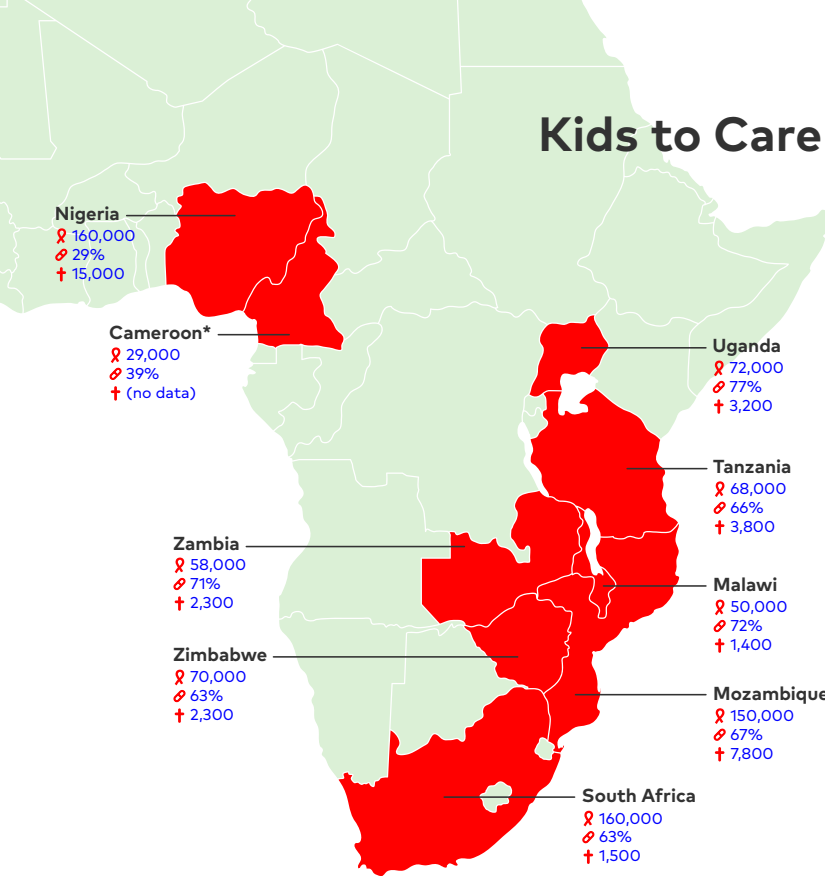 Kids to Care
Nigeria
160,000
29%
15,000
Cameroon*
29,000
39%
(no data)
Uganda
72,000
77%
3,200
Tanzania
68,000
66%
3,800
Zambia
58,000
71%
2,300
Malawi
50,000
72%
1,400
Zimbabwe
70,000
63%
2,300
Mozambique
150,000
67%
7,800
South Africa
160,000
63%
1,500